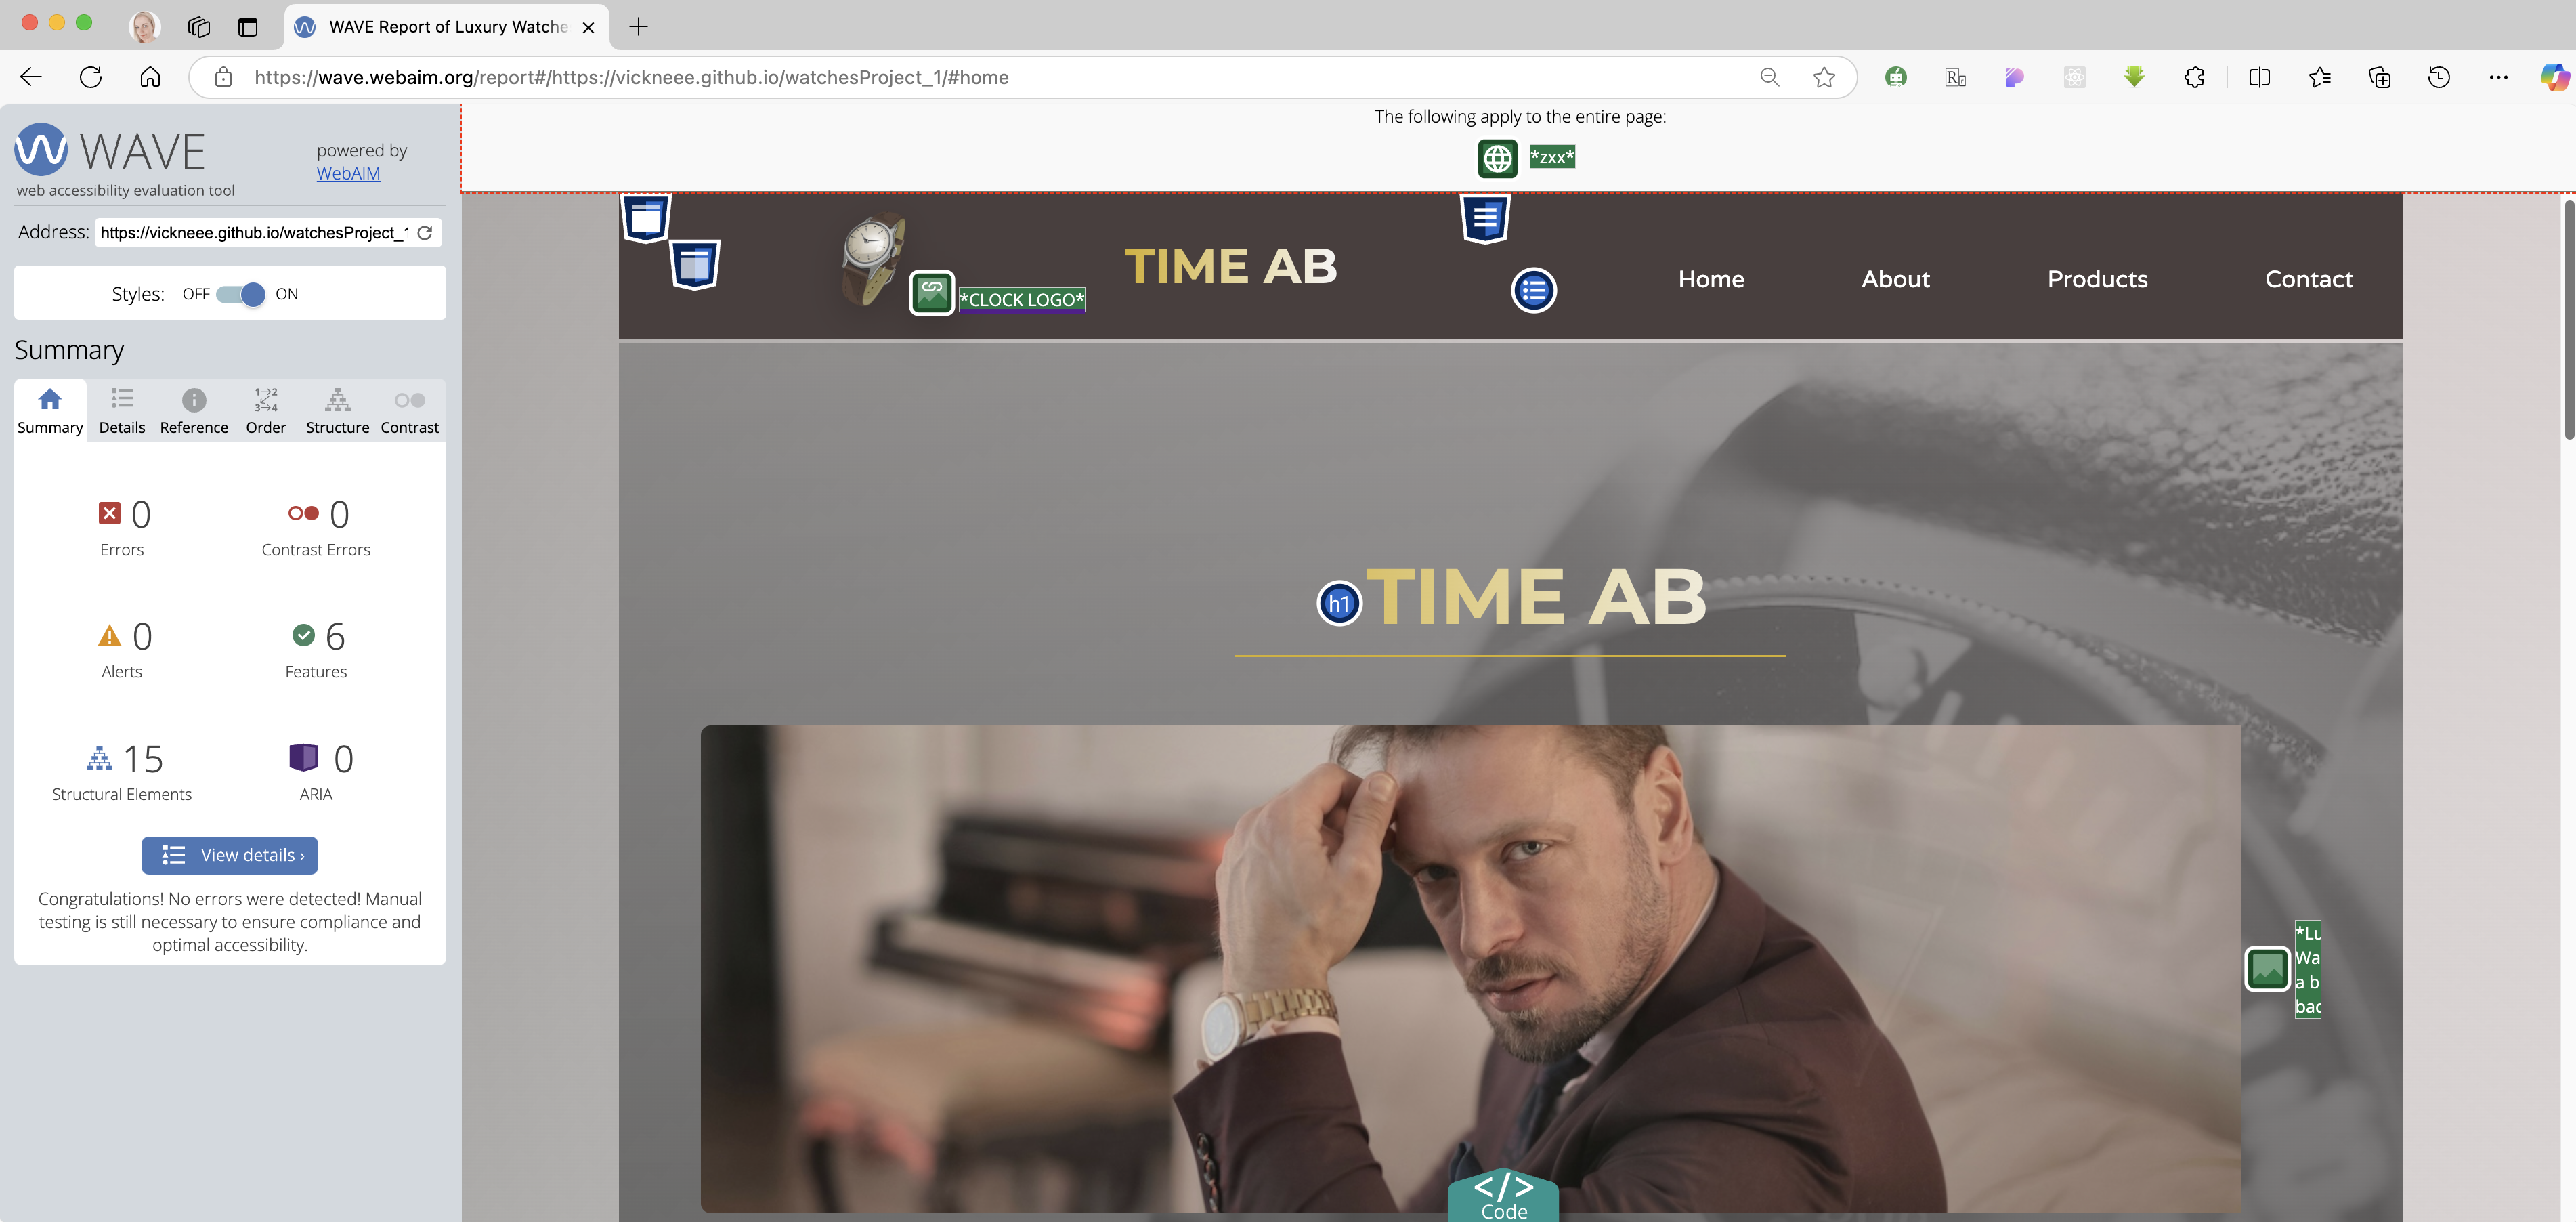 WAVE Report of Luxury Watche
https://wave.webaim.org/report#/https://vickneee.github.io/watchesProject_1/#home
WAVE
powered by
WebAIM
web accessibility evaluation tool
Address: https://vickneee.github.io/watchesProject_1
Styles: OFF ON
Summary
Summary Details Reference Order Structure Contrast
0
Errors
0
Contrast Errors
0
Alerts
6
Features
15
Structural Elements
0
ARIA
View details ›
Congratulations! No errors were detected! Manual
testing is still necessary to ensure compliance and
optimal accessibility.
The following apply to the entire page:
*zxx*
*CLOCK LOGO*
TIME AB
Home About Products Contact
h1 TIME AB
*Lu
Wa
a b
bac
</>
Code